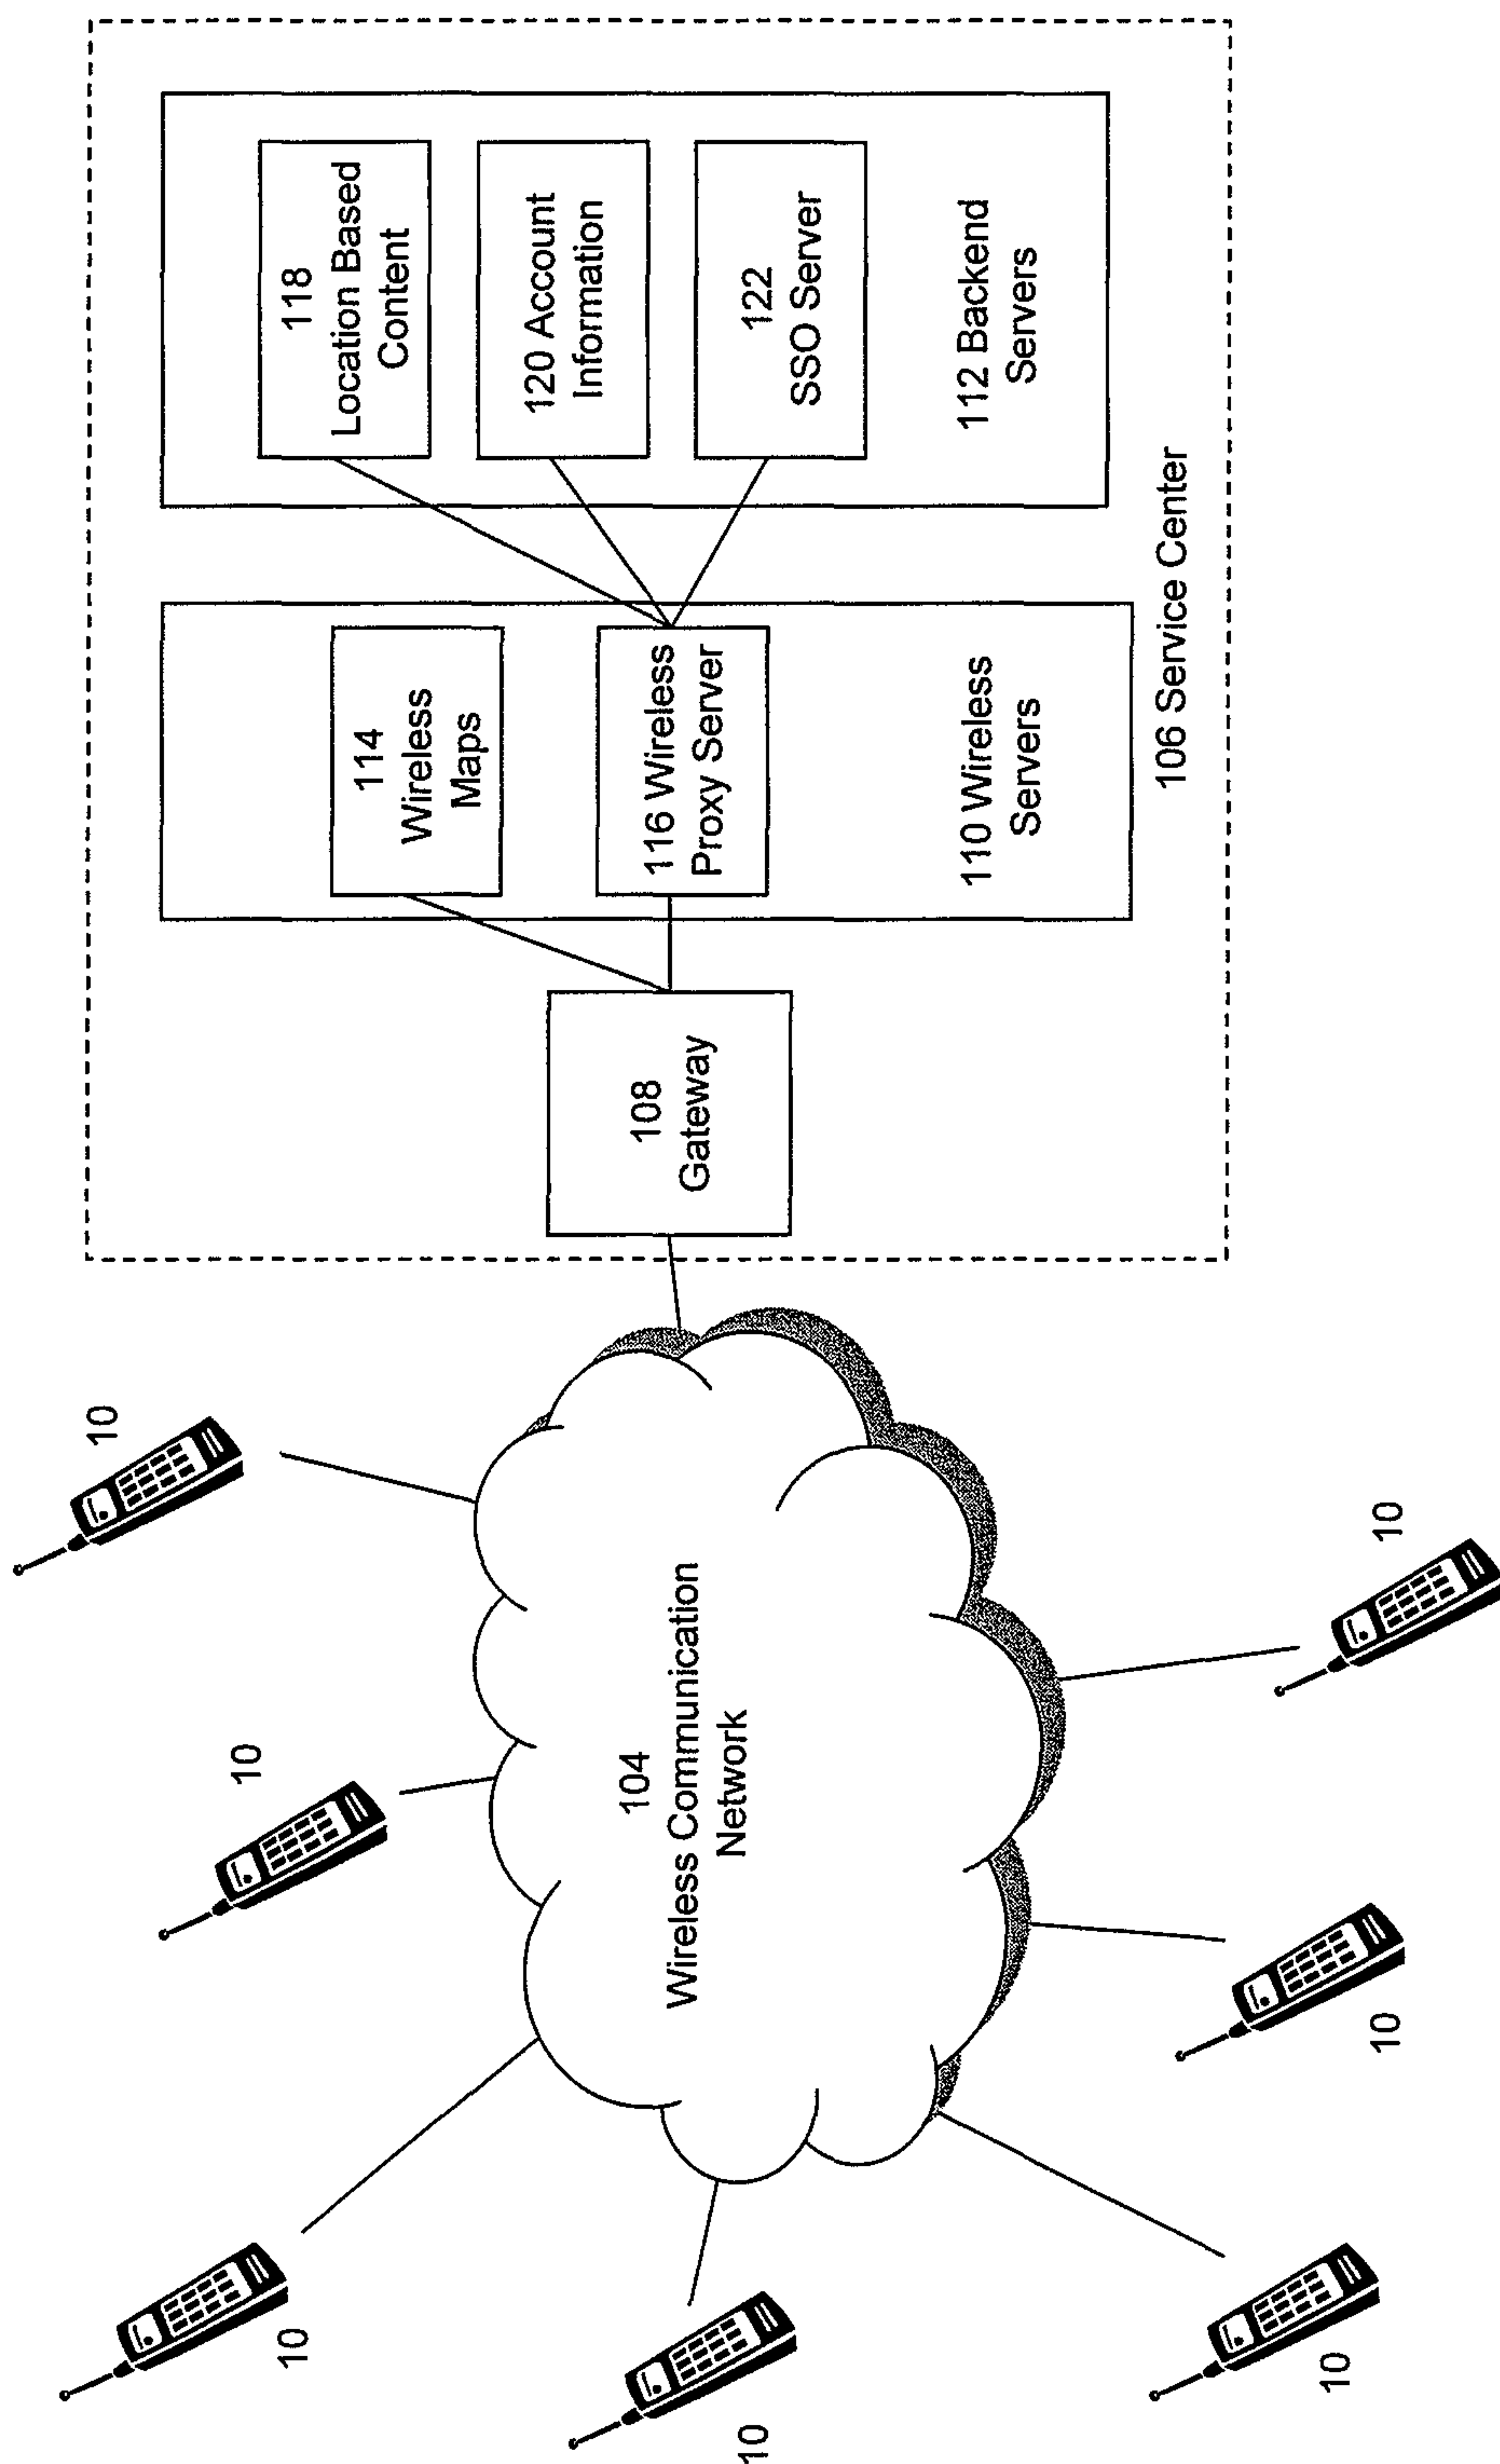 10
10
10
10
104
Wireless Communication
Network
10
10
10
108
Gateway
114
Wireless
Maps
116 Wireless
Proxy Server
110 Wireless
Servers
118
Location Based
Content
120 Account
Information
122
SSO Server
112 Backend
Servers
106 Service Center